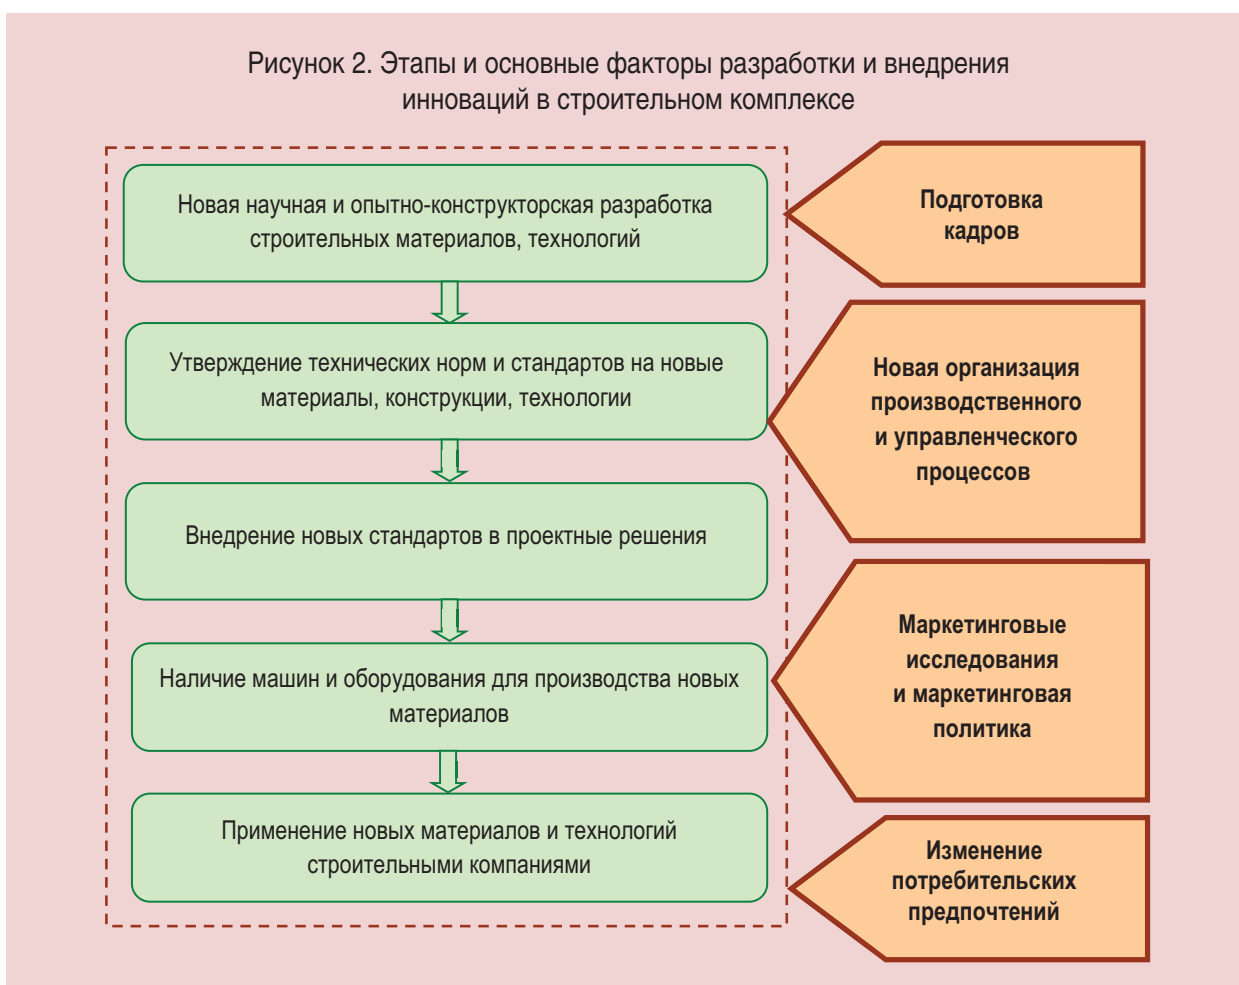 Рисунок 2. Этапы и основные факторы разработки и внедрения
инноваций в строительном комплексе
Новая научная и опытно-конструкторская разработка
строительных материалов, технологий
Утверждение технических норм и стандартов на новые
материалы, конструкции, технологии
Внедрение новых стандартов в проектные решения
Наличие машин и оборудования для производства новых
материалов
Применение новых материалов и технологий
строительными компаниями
Подготовка
кадров
Новая организация
производственного
и управленческого
процессов
Маркетинговые
исследования
и маркетинговая
политика
Изменение
потребительских
предпочтений